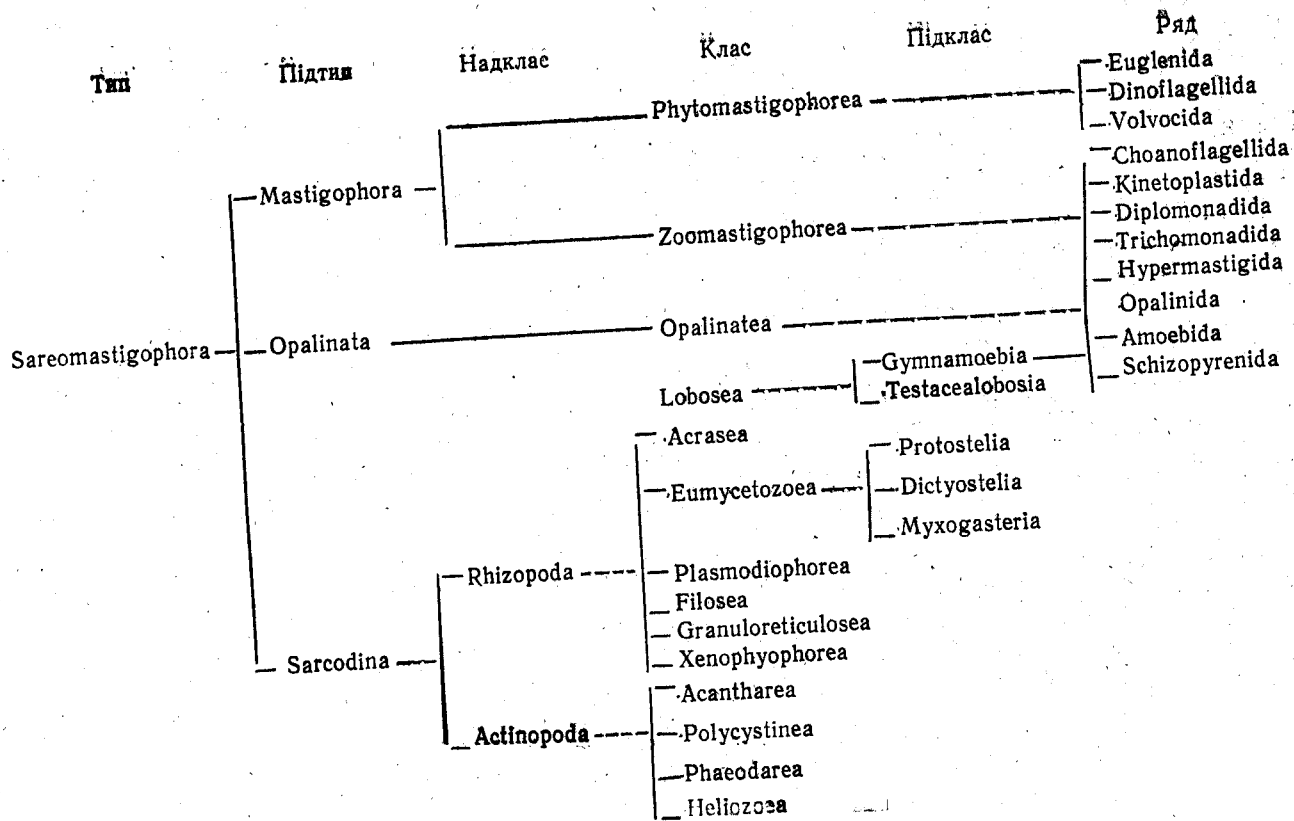 Тип Підтип Надклас Клас Підклас Ряд
Euglenida
Phytomastigophorea Dinoflagellida
Volvocida
Choanoflagellida
Mastigophora Kinetoplastida
Diplomonadida
Zoomastigophorea Trichomonadida
Hypermastigida
Opalinida
Sareomastigophora Opalinata Opalinatea Amoebida
Lobosea Gymnamoebia Schizopyrenida
Testacealobosia
Acrasea Protostelia
Eumycetozoea Dictyostelia
Myxogasteria
Rhizopoda Plasmodiophorea
Filosea
Granuloreticulosea
Sarcodina Xenophyophorea
Acantharea
Actinopoda Polycystinea
Phaeodarea
Heliozoea